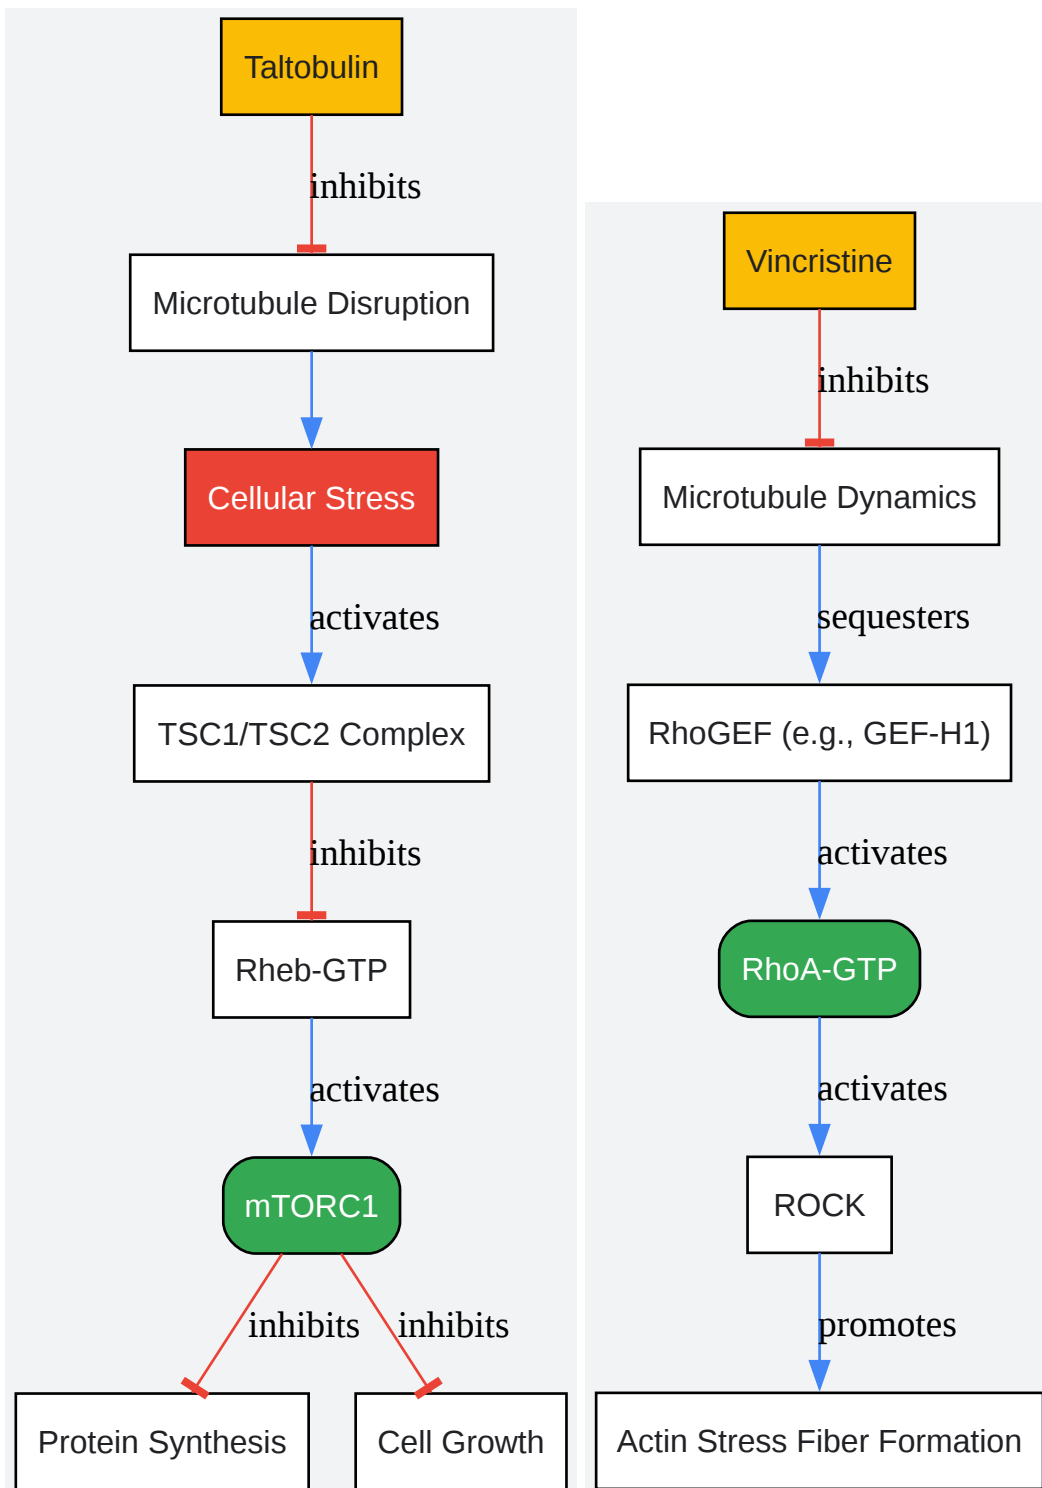 Taltobulin
inhibits
Microtubule Disruption
Cellular Stress
activates
TSC1/TSC2 Complex
inhibits
Rheb-GTP
activates
mTORC1
inhibits
inhibits
Protein Synthesis
Cell Growth
Vincristine
inhibits
Microtubule Dynamics
sequesters
RhoGEF (e.g., GEF-H1)
activates
RhoA-GTP
activates
ROCK
promotes
Actin Stress Fiber Formation